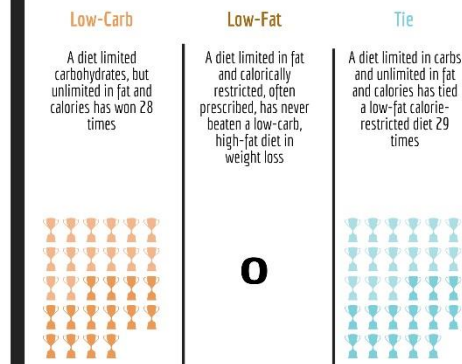 Low-Carb
A diet limited
carbohydrates, but
unlimited in fat and
calories has won 28
times
Low-Fat
A diet limited in fat
and calorically
restricted, often
prescribed, has never
beaten a low-carb,
high-fat diet in
weight loss
0
Tie
A diet limited in carbs
and unlimited in fat
and calories has tied
a low-fat calorie-
restricted diet 29
times